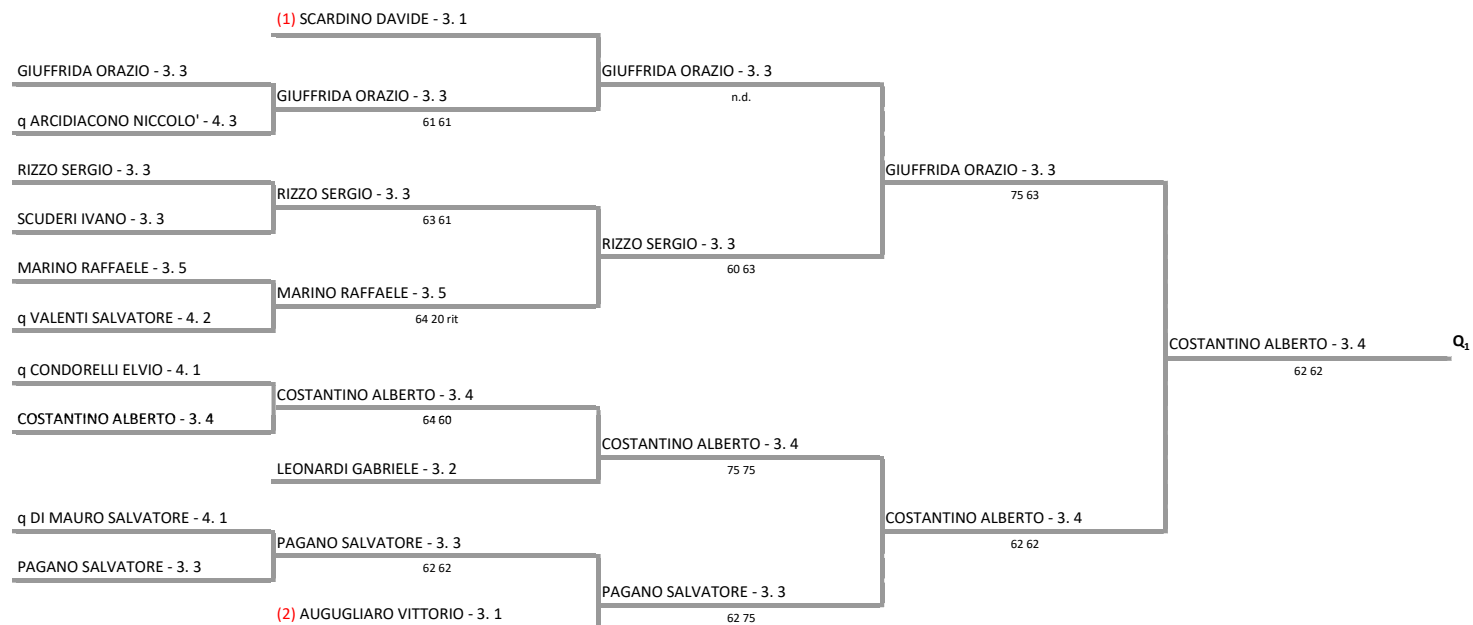 (1) SCARDINO DAVIDE - 3. 1
GIUFFRIDA ORAZIO - 3. 3
GIUFFRIDA ORAZIO - 3. 3
GIUFFRIDA ORAZIO - 3. 3
n.d.
q ARCIDIACONO NICCOLO' - 4. 3
61 61
RIZZO SERGIO - 3. 3
GIUFFRIDA ORAZIO - 3. 3
RIZZO SERGIO - 3. 3
75 63
SCUDERI IVANO - 3. 3
63 61
RIZZO SERGIO - 3. 3
MARINO RAFFAELE - 3. 5
60 63
MARINO RAFFAELE - 3. 5
q VALENTI SALVATORE - 4. 2
64 20 rit
COSTANTINO ALBERTO - 3. 4
Q1
q CONDORELLI ELVIO - 4. 1
62 62
COSTANTINO ALBERTO - 3. 4
COSTANTINO ALBERTO - 3. 4
64 60
COSTANTINO ALBERTO - 3. 4
LEONARDI GABRIELE - 3. 2
75 75
q DI MAURO SALVATORE - 4. 1
COSTANTINO ALBERTO - 3. 4
PAGANO SALVATORE - 3. 3
62 62
PAGANO SALVATORE - 3. 3
62 62
PAGANO SALVATORE - 3. 3
(2) AUGUGLIARO VITTORIO - 3. 1
62 75